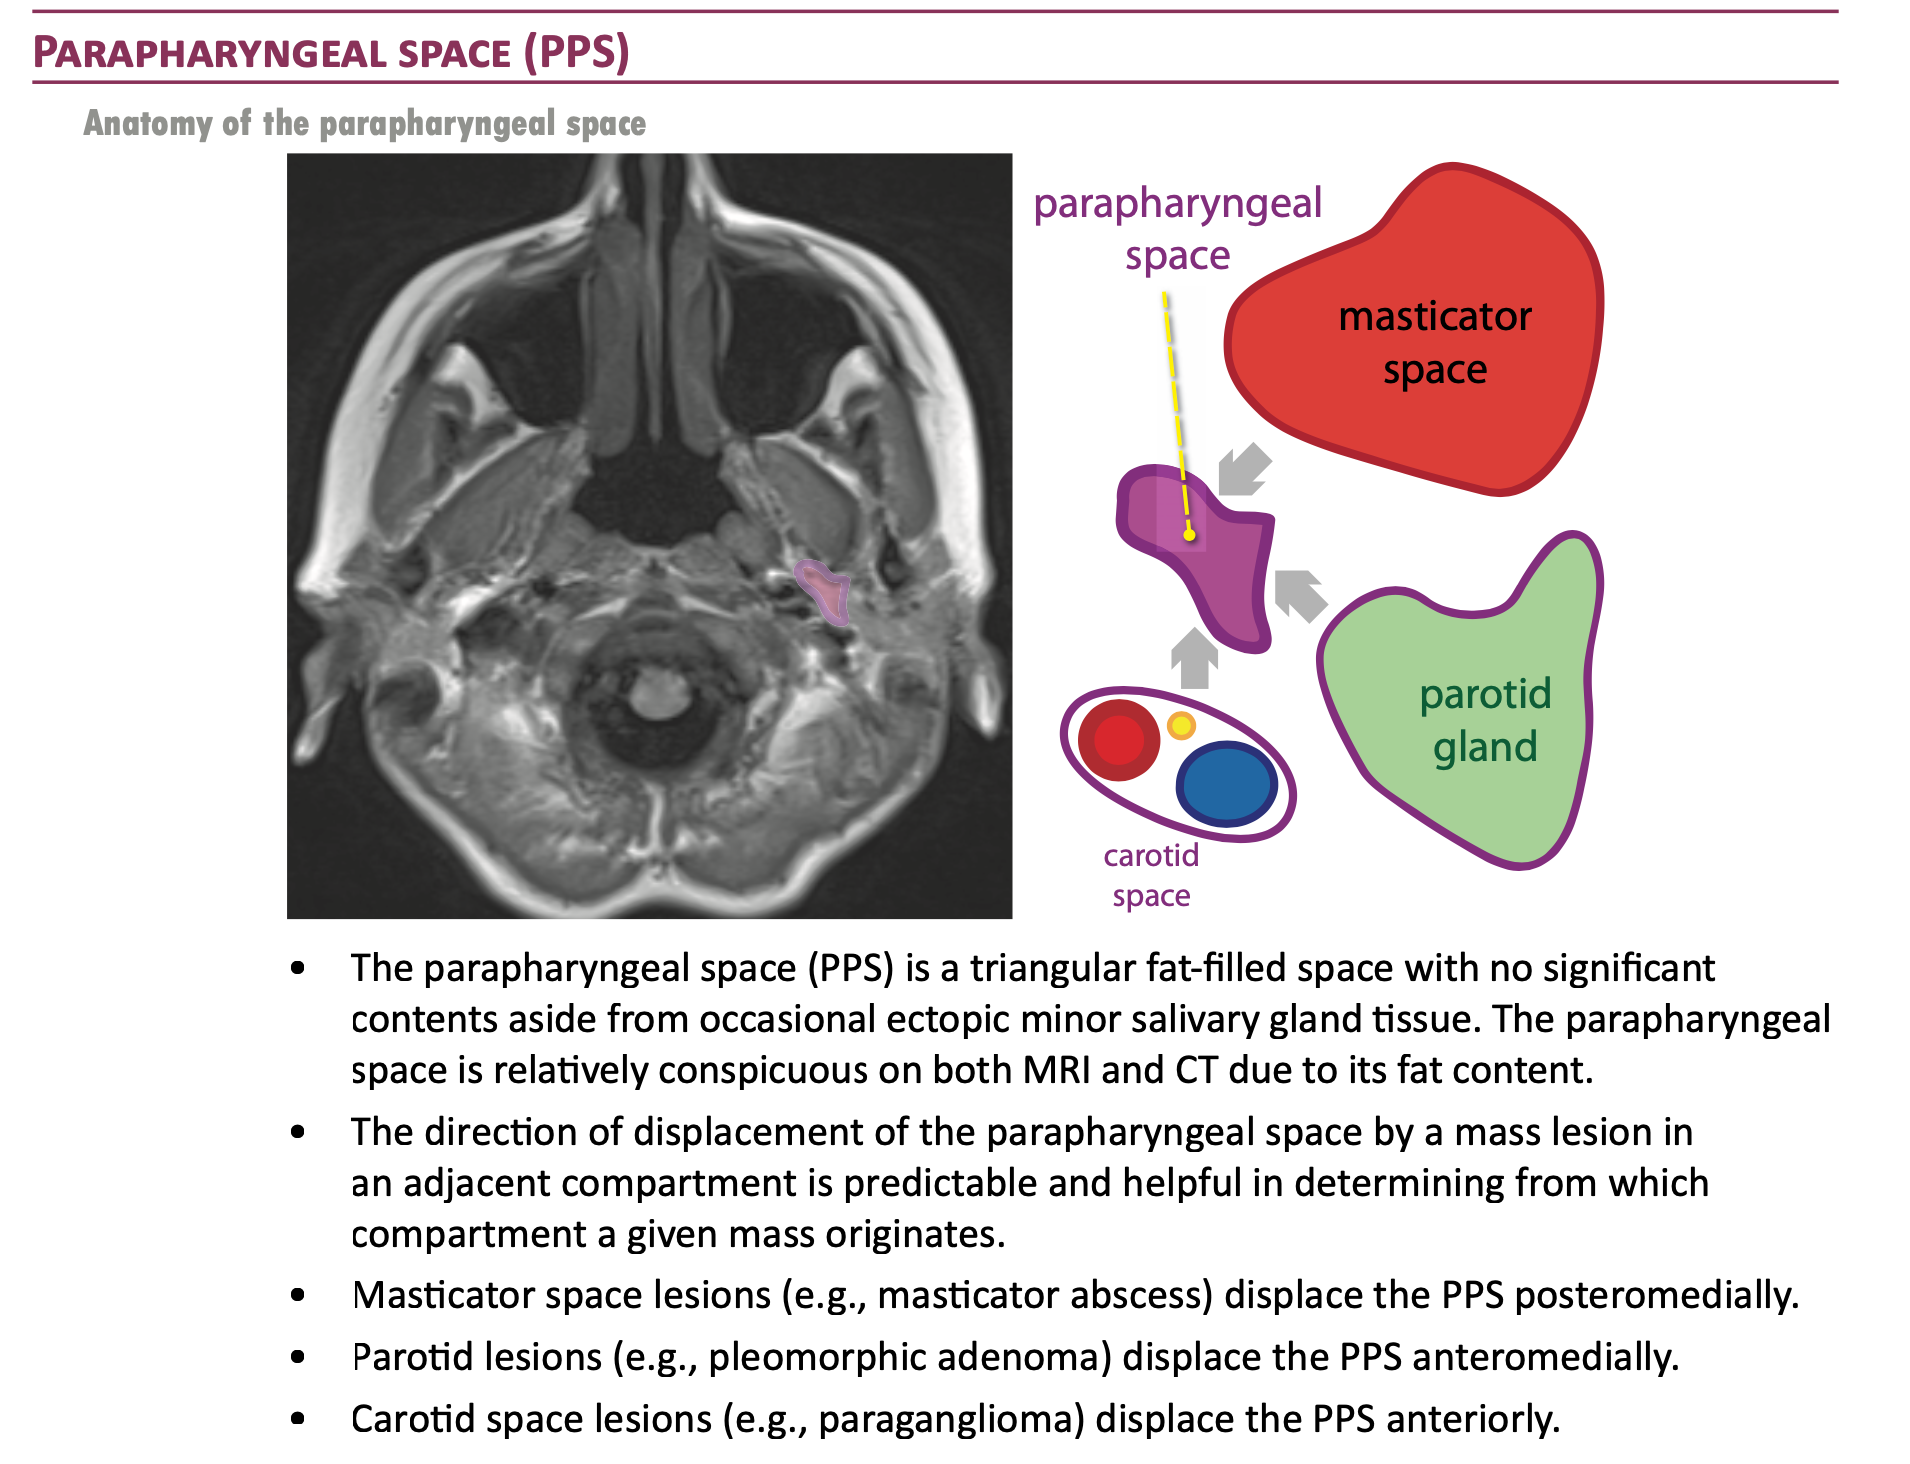 PARAPHARYNGEAL SPACE (PPS)
Anatomy of the parapharyngeal space
parapharyngeal
space
masticator
space
parotid
gland
carotid
space
• The parapharyngeal space (PPS) is a triangular fat-filled space with no significant
contents aside from occasional ectopic minor salivary gland tissue. The parapharyngeal
space is relatively conspicuous on both MRI and CT due to its fat content.
• The direction of displacement of the parapharyngeal space by a mass lesion in
an adjacent compartment is predictable and helpful in determining from which
compartment a given mass originates.
• Masticator space lesions (e.g., masticator abscess) displace the PPS posteromedially.
• Parotid lesions (e.g., pleomorphic adenoma) displace the PPS anteromedially.
• Carotid space lesions (e.g., paraganglioma) displace the PPS anteriorly.